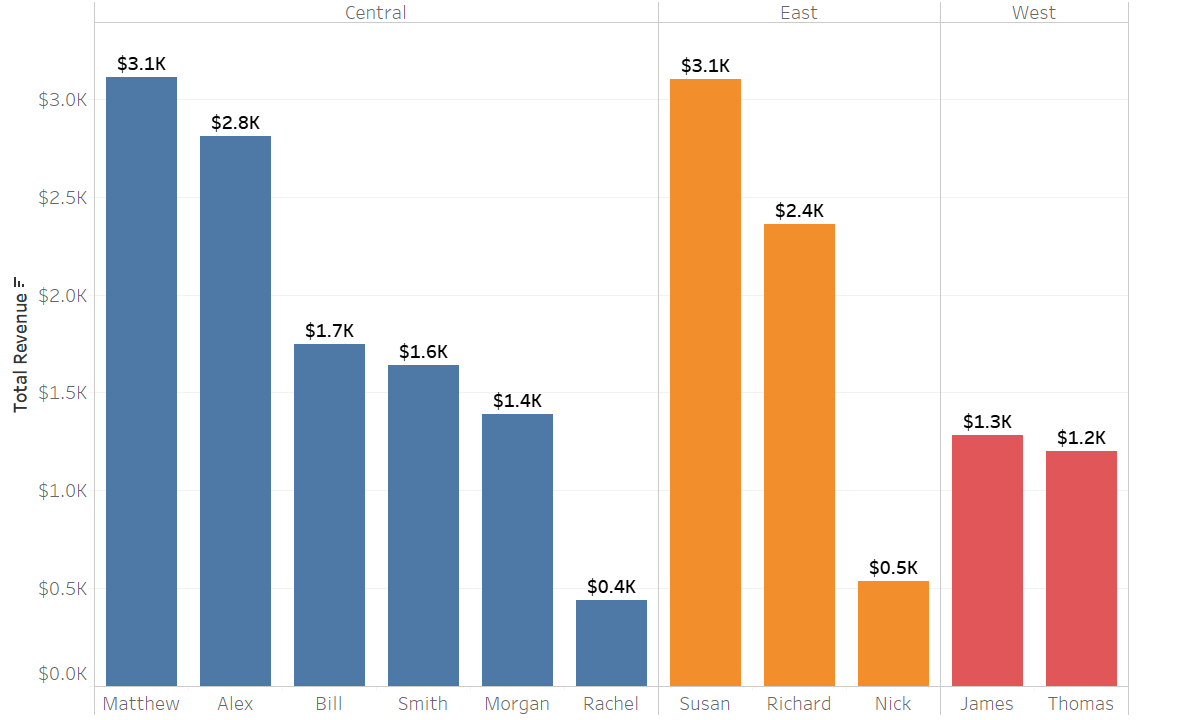 Central East West
$3.1K $3.1K
$3.0K
$2.8K
$2.5K
$2.4K
$2.0K
$1.7K
$1.6K
$1.5K
$1.4K
$1.3K
$1.2K
$1.0K
$0.5K
$0.4K
$0.5K
$0.0K
Total Revenue
Matthew Alex Bill Smith Morgan Rachel Susan Richard Nick James Thomas